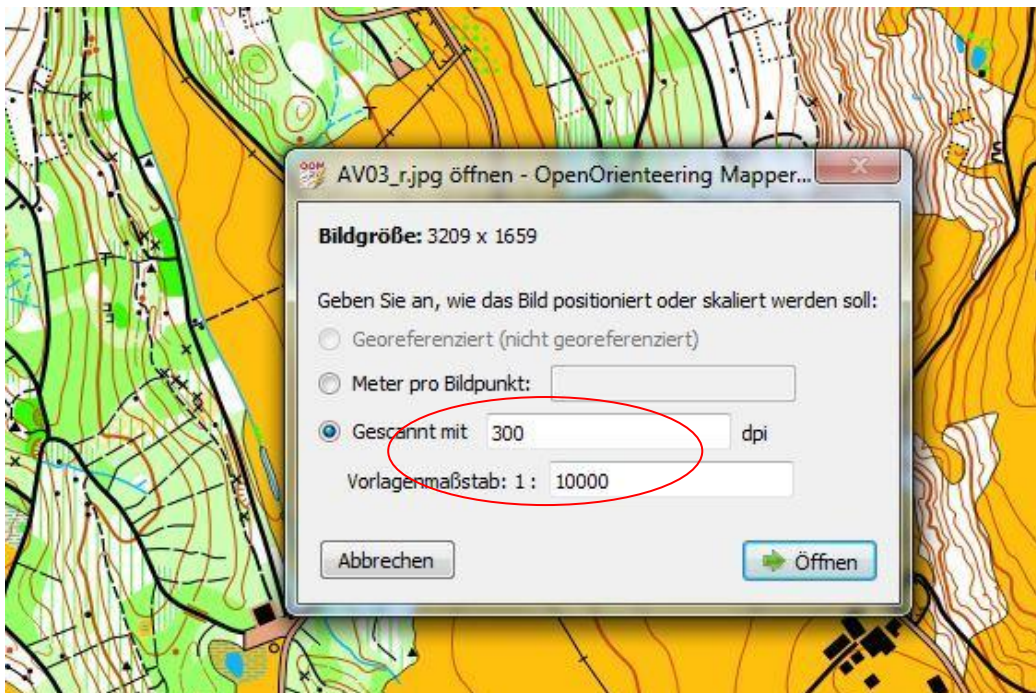 OOM
AV03_r.jpg öffnen - OpenOrienteering Mapper...
Bildgröße: 3209 x 1659
Geben Sie an, wie das Bild positioniert oder skaliert werden soll:
Georeferenziert (nicht georeferenziert)
Meter pro Bildpunkt:
Gescannt mit 300 dpi
Vorlagenmaßstab: 1 : 10000
Abbrechen Öffnen